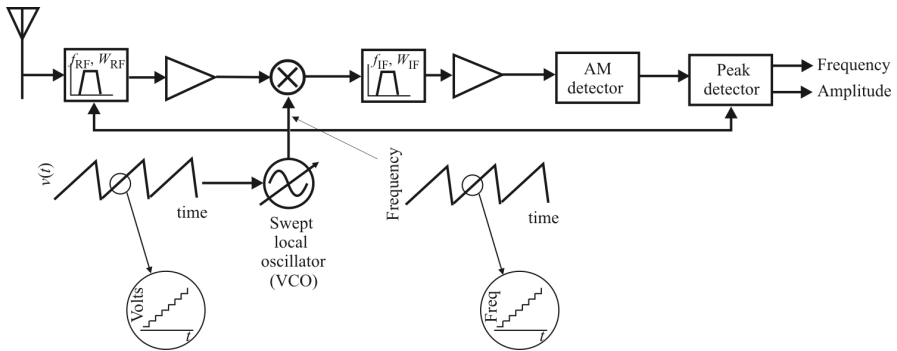 f_RF, W_RF
f_IF, W_IF
AM
detector
Peak
detector
Frequency
Amplitude
v(t)
time
Swept
local
oscillator
(VCO)
Frequency
time
Volts
t
Freq
t